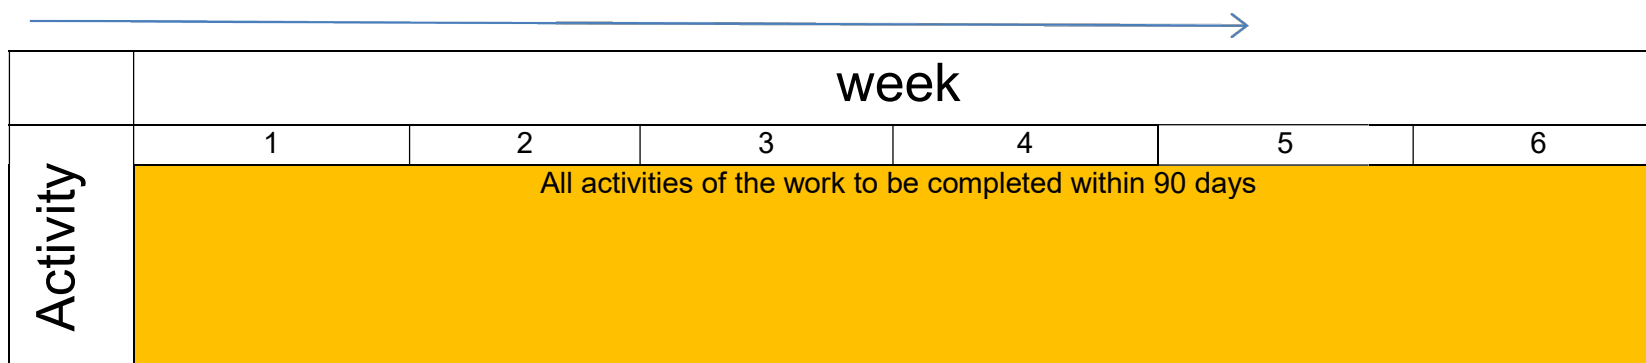 week
1 2 3 4 5 6
Activity
All activities of the work to be completed within 90 days